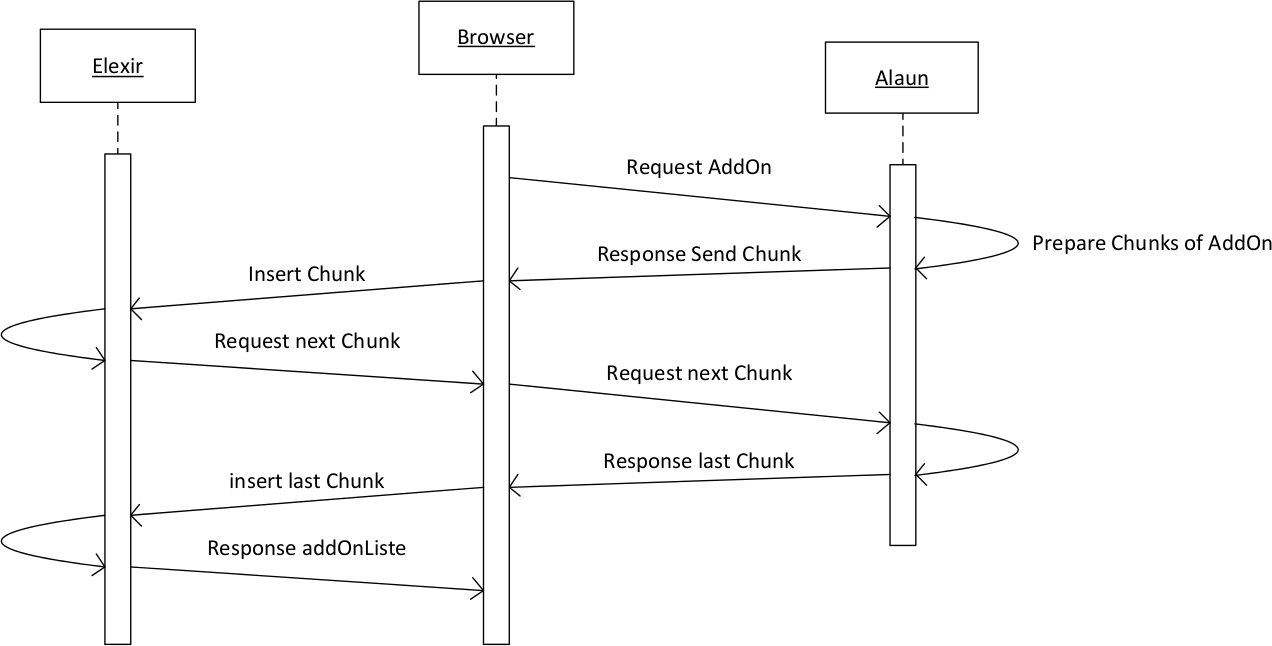 Browser
Elexir
Alaun
Request AddOn
Prepare Chunks of AddOn
Response Send Chunk
Insert Chunk
Request next Chunk
Request next Chunk
Response last Chunk
insert last Chunk
Response addOnListe